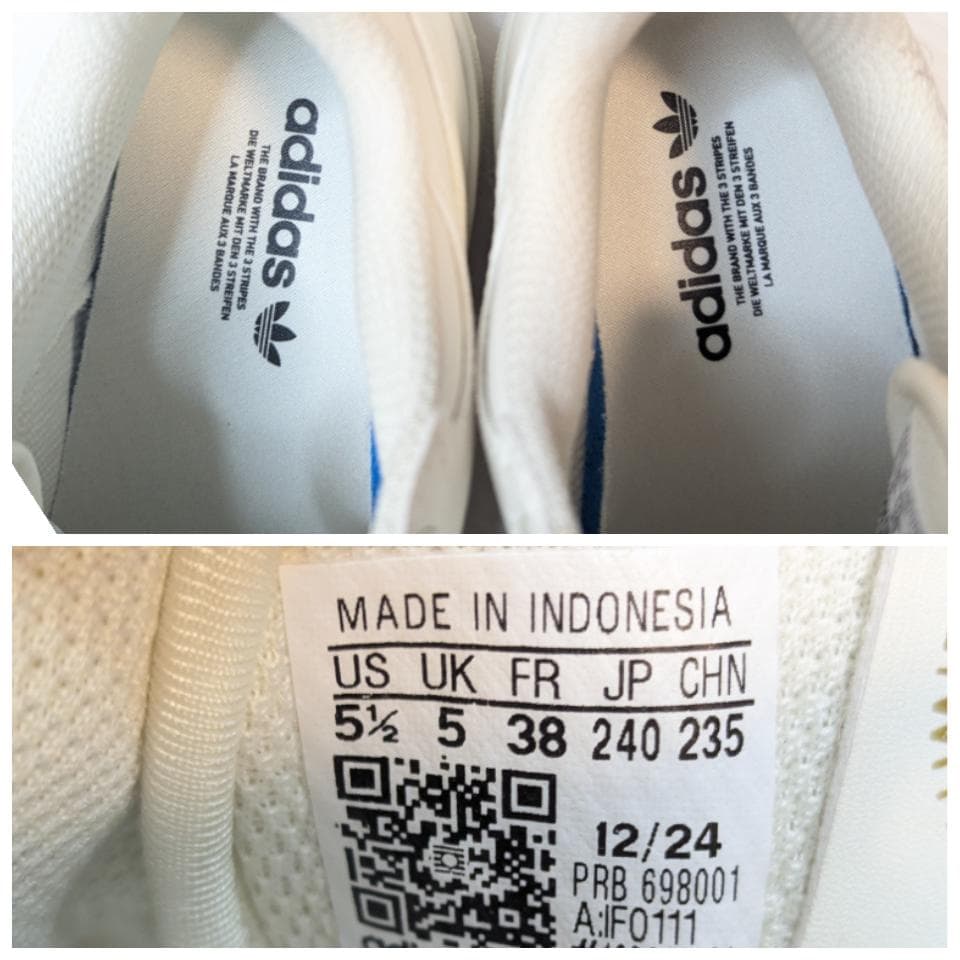 adidas
THE BRAND WITH THE 3 STRIPES
DIE WELTMARKE MIT DEN 3 STREIFEN
LA MARQUE AUX 3 BANDES
adidas
THE BRAND WITH THE 3 STRIPES
DIE WELTMARKE MIT DEN 3 STREIFEN
LA MARQUE AUX 3 BANDES
MADE IN INDONESIA
US UK FR JP CHN
5½ 5 38 240 235
12/24
PRB 698001
A:IF0111